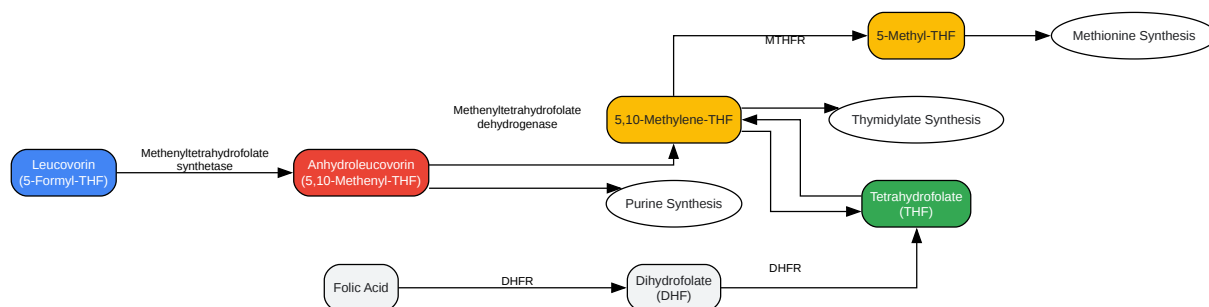 MTHFR
5-Methyl-THF
Methionine Synthesis
Methenyltetrahydrofolate
dehydrogenase
5,10-Methylene-THF
Thymidylate Synthesis
Leucovorin
(5-Formyl-THF)
Methenyltetrahydrofolate
synthetase
Anhydroleucovorin
(5,10-Methenyl-THF)
Purine Synthesis
Tetrahydrofolate
(THF)
Folic Acid
DHFR
Dihydrofolate
(DHF)
DHFR